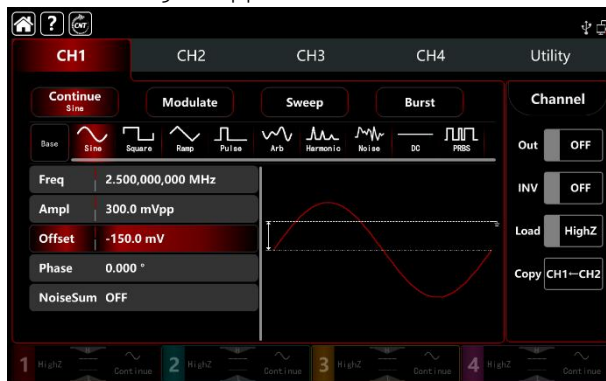 ? CNT
CH1 CH2 CH3 CH4 Utility
Continue
Sine
Modulate Sweep Burst Channel
Base Sine Square Ramp Pulse Arb Harmonic Noise DC PRBS
Out OFF
Freq 2.500,000,000 MHz
INV OFF
Ampl 300.0 mVpp
Load HighZ
Offset -150.0 mV
Phase 0.000 °
Copy CH1←CH2
NoiseSum OFF
1 HighZ Continue 2 HighZ Continue 3 HighZ Continue 4 HighZ Continue